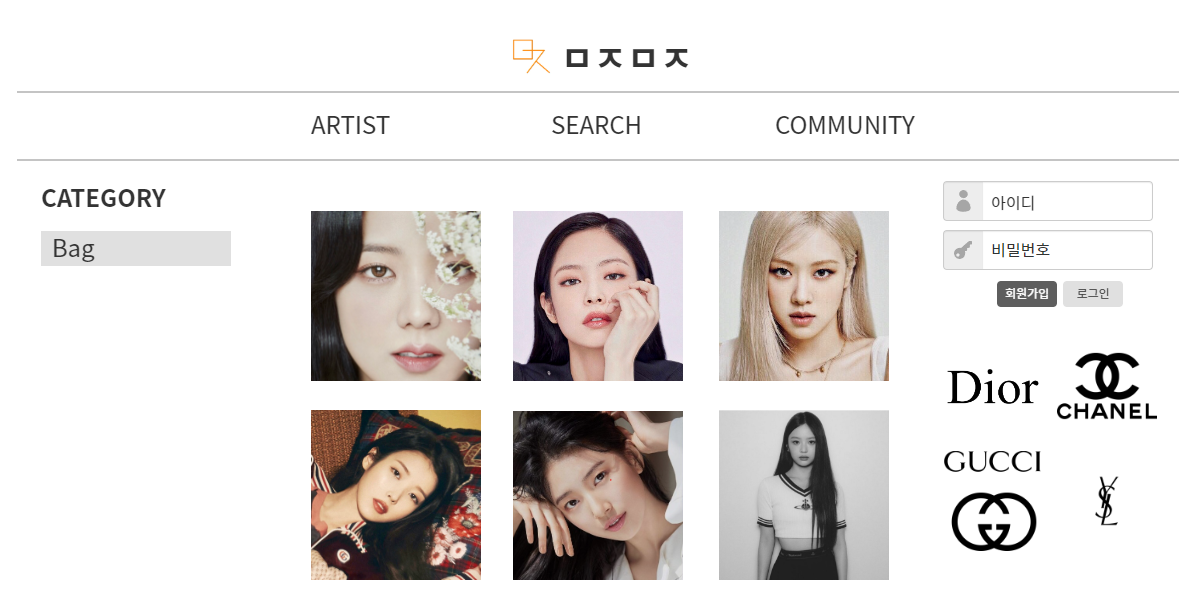 ㅁㅈㅁㅈ
ARTIST SEARCH COMMUNITY
CATEGORY
Bag
아이디
비밀번호
회원가입 로그인
Dior
CHANEL
GUCCI
YSL